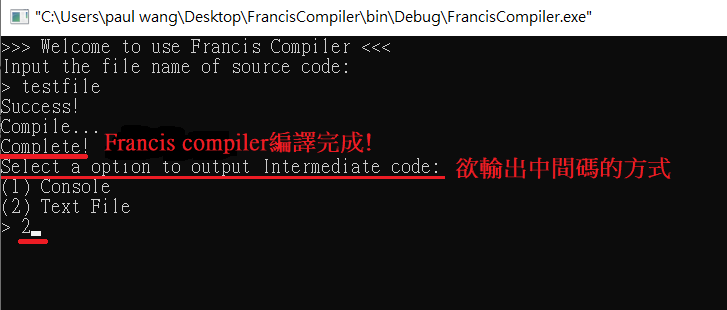 "C:\Users\paul wang\Desktop\FrancisCompiler\bin\Debug\FrancisCompiler.exe"
>>> Welcome to use Francis Compiler <<<
Input the file name of source code:
> testfile
Success!
Compile...
Complete! Francis compiler編譯完成!
Select a option to output Intermediate code: 欲輸出中間碼的方式
(1) Console
(2) Text File
> 2